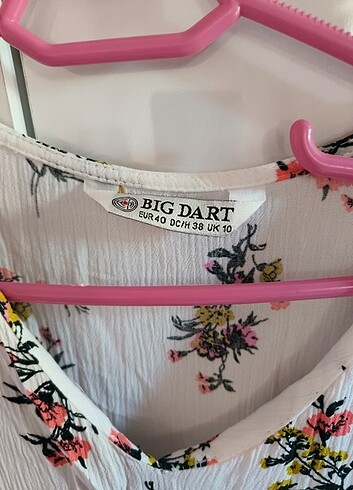 BIG DART
EUR 40 DC/H 38 UK 10